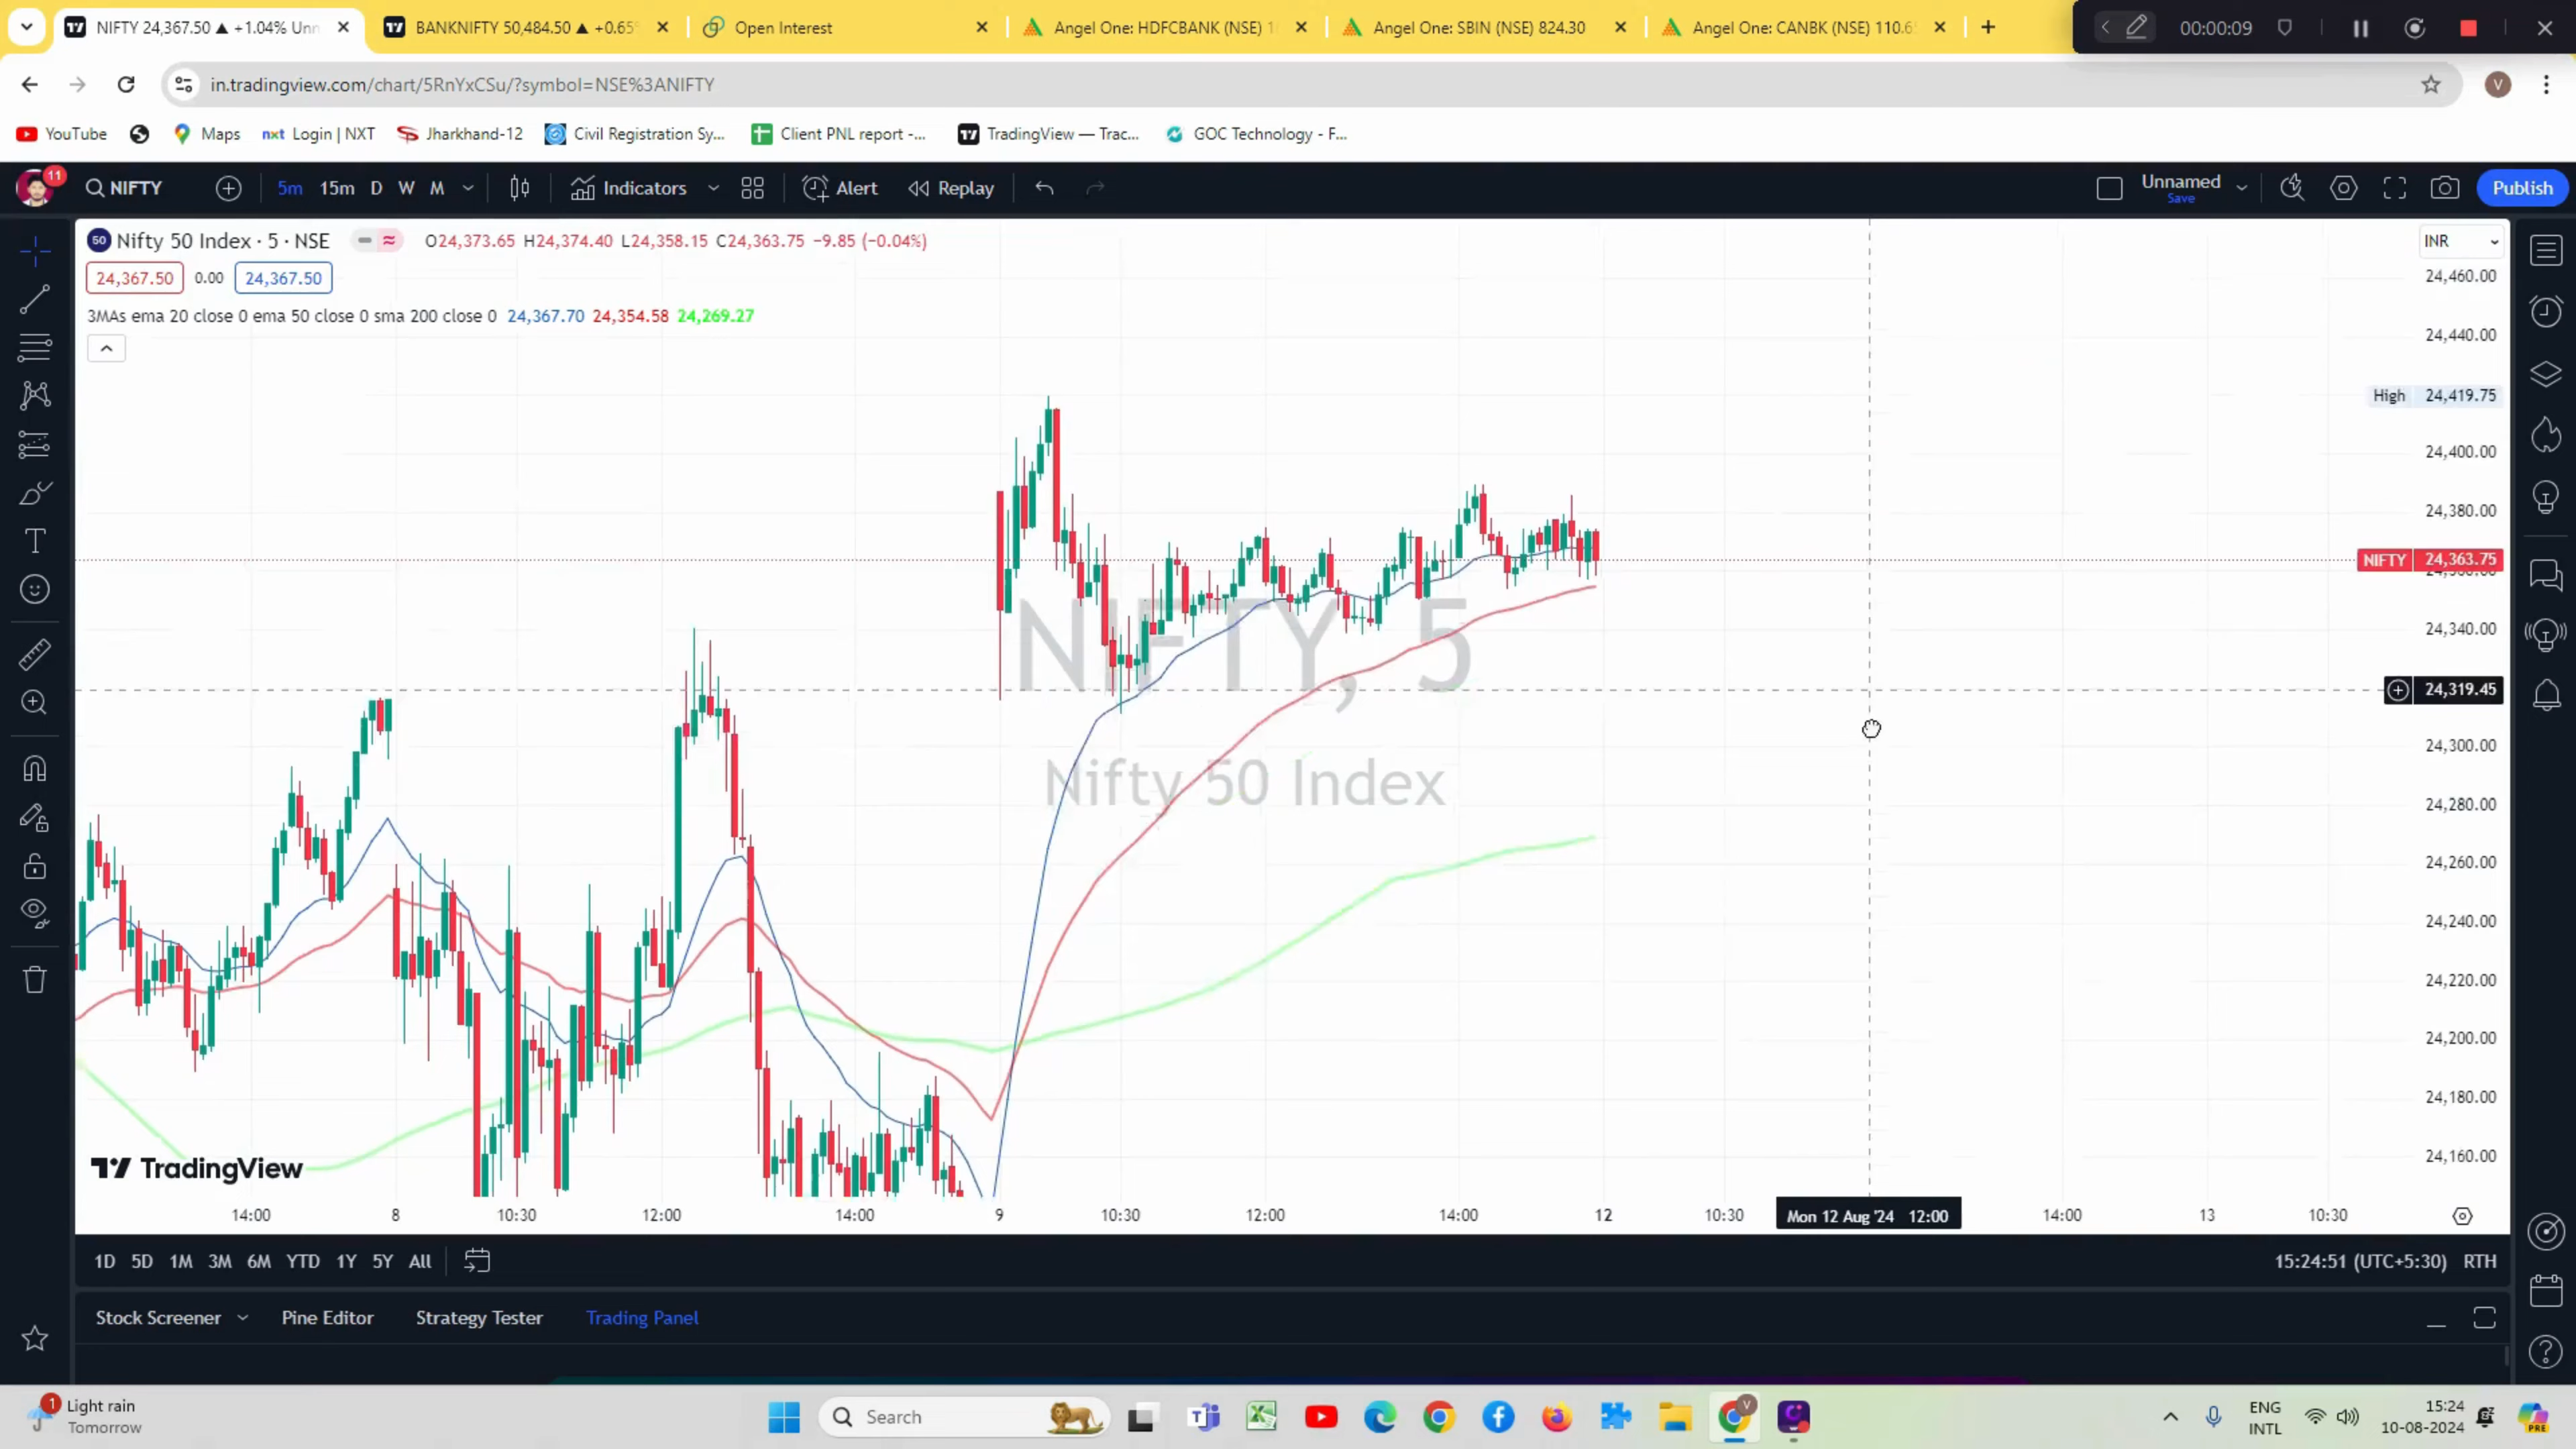 NIFTY 24,367.50 ▲ +1.04% Unn
BANKNIFTY 50,484.50 ▲ +0.65%
Open Interest
Angel One: HDFCBANK (NSE) 1
Angel One: SBIN (NSE) 824.30
Angel One: CANBK (NSE) 110.6
00:00:09
in.tradingview.com/chart/5RnYxCSu/?symbol=NSE%3ANIFTY
V
YouTube
Maps
nxt Login | NXT
Jharkhand-12
Civil Registration Sy...
Client PNL report -...
TradingView — Trac...
GOC Technology - F...
11
NIFTY
5m 15m D W M
Indicators
Alert
Replay
Unnamed
Save
Publish
50 Nifty 50 Index · 5 · NSE
O24,373.65 H24,374.40 L24,358.15 C24,363.75 −9.85 (−0.04%)
INR
24,367.50 0.00 24,367.50
3MAs ema 20 close 0 ema 50 close 0 sma 200 close 0 24,367.70 24,354.58 24,269.27
24,460.00
24,440.00
High 24,419.75
24,400.00
24,380.00
NIFTY 24,363.75
24,340.00
24,319.45
24,300.00
24,280.00
24,260.00
24,240.00
24,220.00
24,200.00
24,180.00
24,160.00
NIFTY, 5
Nifty 50 Index
TradingView
14:00 8 10:30 12:00 14:00 9 10:30 12:00 14:00 12 10:30 Mon 12 Aug '24 12:00 14:00 13 10:30
1D 5D 1M 3M 6M YTD 1Y 5Y All
15:24:51 (UTC+5:30) RTH
Stock Screener
Pine Editor
Strategy Tester
Trading Panel
1
Light rain
Tomorrow
Search
V
ENG
INTL
15:24
10-08-2024
PRE